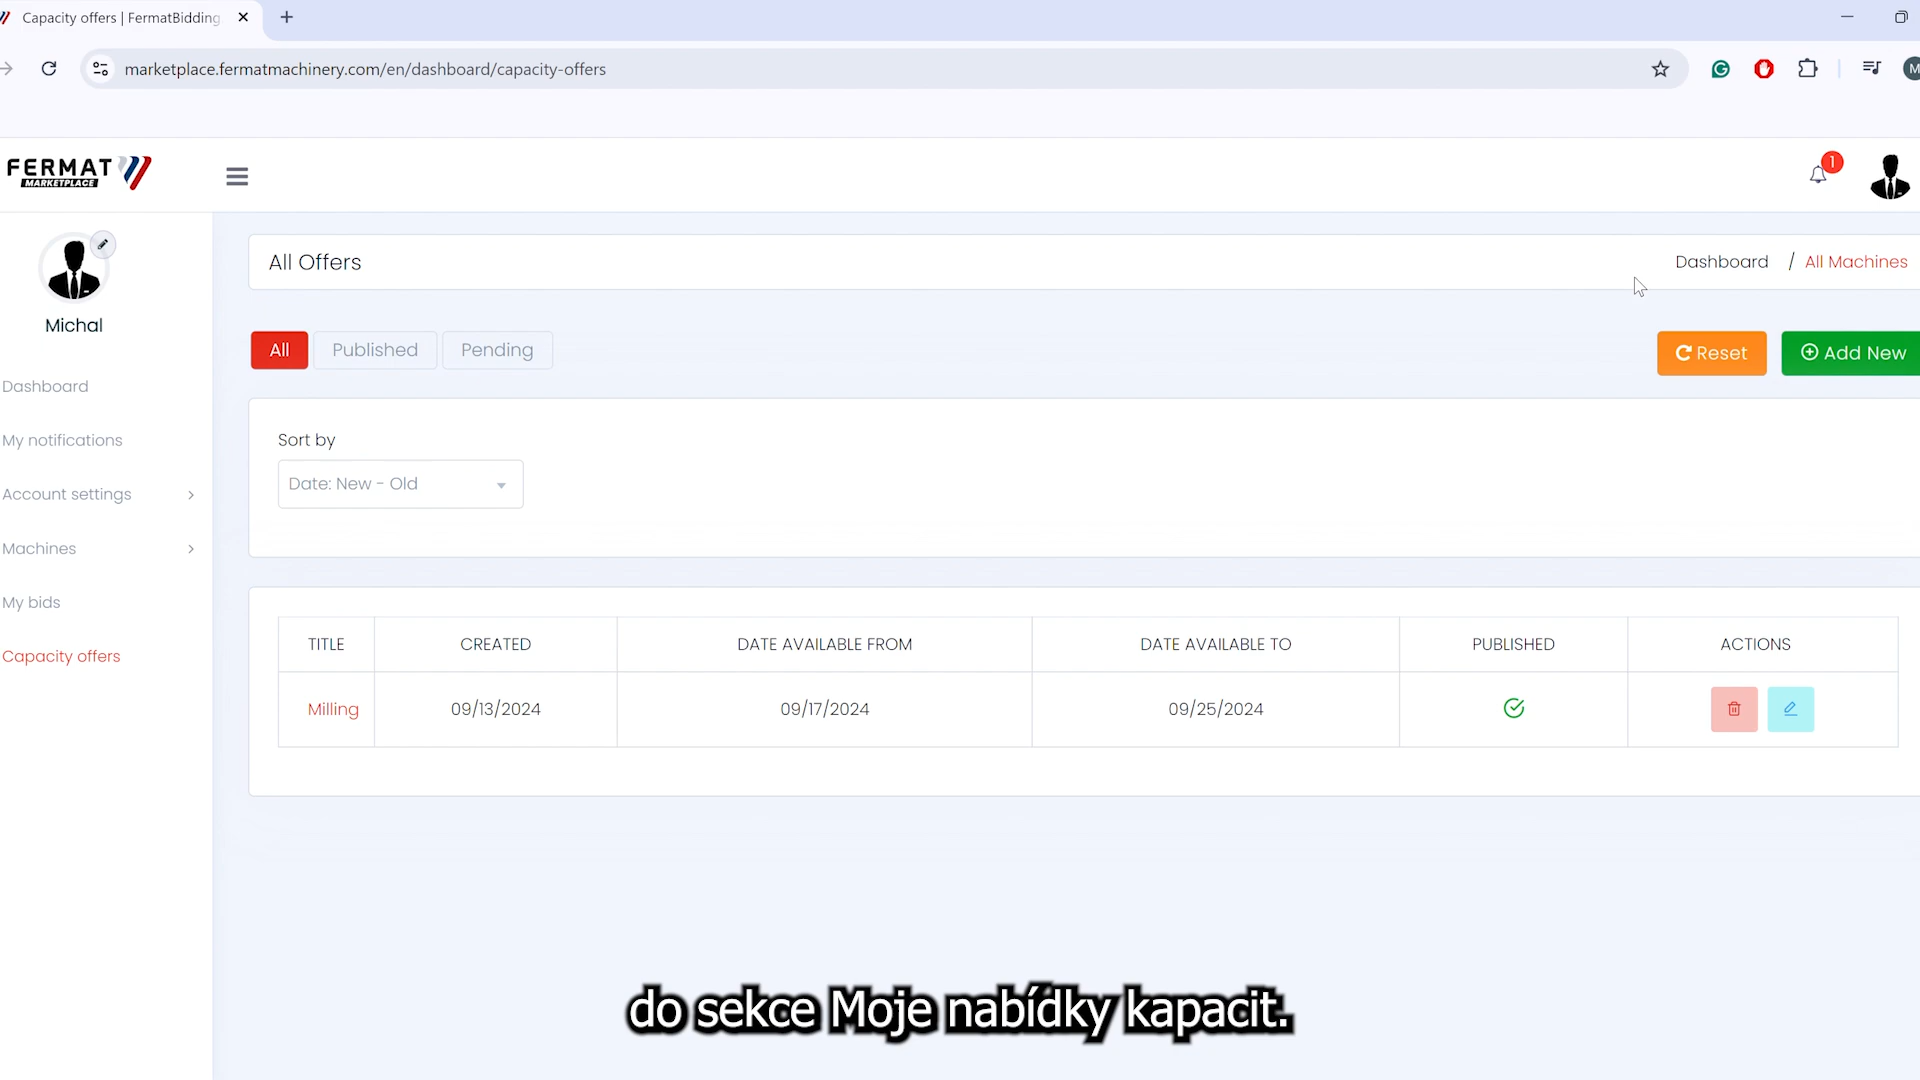 Capacity offers | FermatBidding
marketplace.fermatmachinery.com/en/dashboard/capacity-offers
M
FERMAT
MARKETPLACE
1
Michal
Dashboard
My notifications
Account settings
Machines
My bids
Capacity offers
All Offers
Dashboard / All Machines
All Published Pending
Reset Add New
Sort by
Date: New - Old
TITLE CREATED DATE AVAILABLE FROM DATE AVAILABLE TO PUBLISHED ACTIONS
Milling 09/13/2024 09/17/2024 09/25/2024
do sekce Moje nabídky kapacit.